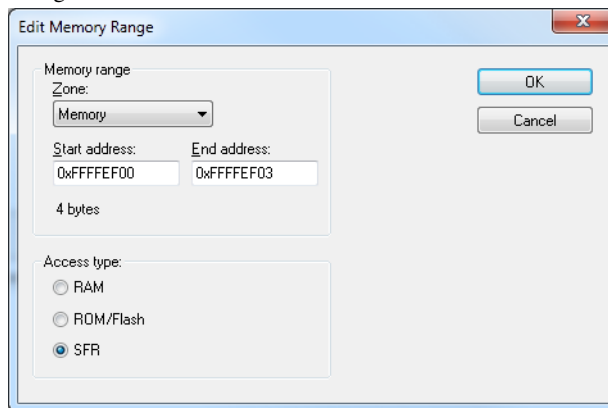 Edit Memory Range
Memory range
Zone:
Memory
Start address:
End address:
0xFFFFEF00
0xFFFFEF03
4 bytes
Access type:
RAM
ROM/Flash
SFR
OK
Cancel